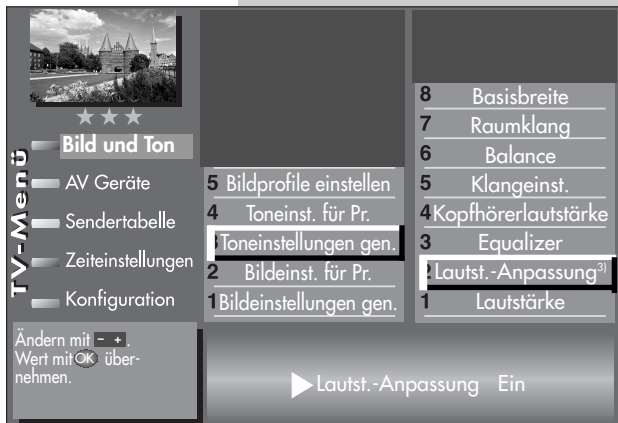 TV-Menü
Bild und Ton
AV Geräte
Sendertabelle
Zeiteinstellungen
Konfiguration
5 Bildprofile einstellen
4 Toneinst. für Pr.
3 Toneinstellungen gen.
2 Bildeinst. für Pr.
1 Bildeinstellungen gen.
8 Basisbreite
7 Raumklang
6 Balance
5 Klangeinst.
4 Kopfhörerlautstärke
3 Equalizer
2 Lautst.-Anpassung3)
1 Lautstärke
Ändern mit - + .
Wert mit OK über-
nehmen.
Lautst.-Anpassung Ein